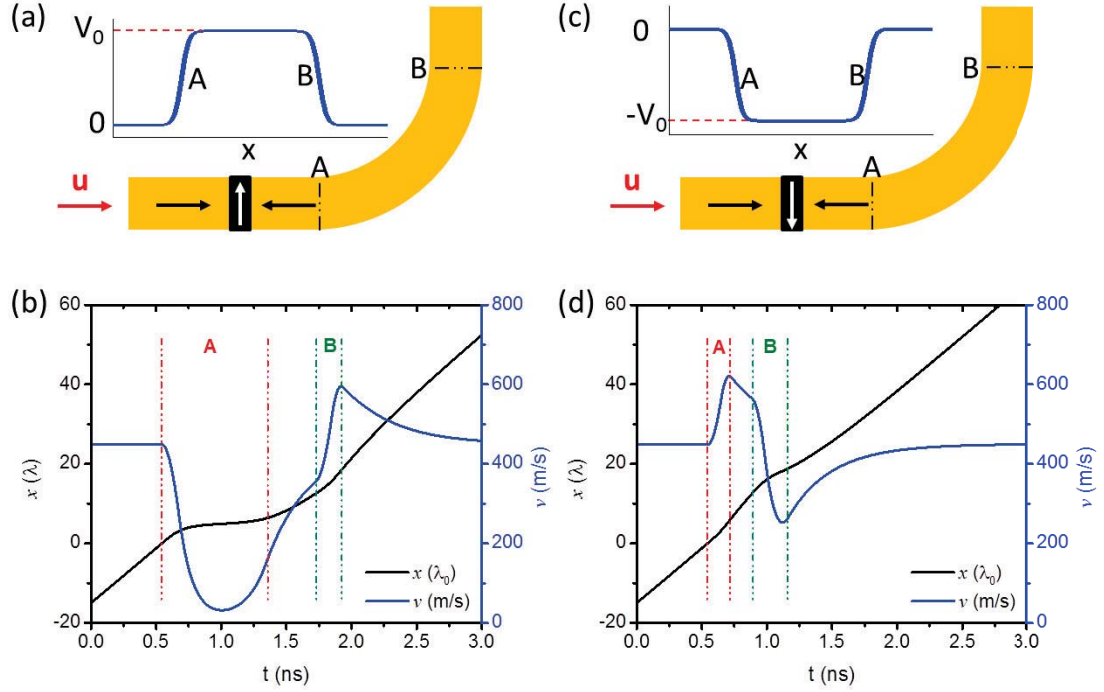 (a)
V0
A
B
0
x
B
A
u
(c)
0
A
B
-V0
x
B
A
u
(b)
60
40
20
0
-20
x (λ)
A
B
800
600
400
200
0
v (m/s)
x (λ0)
v (m/s)
0.0 0.5 1.0 1.5 2.0 2.5 3.0
t (ns)
(d)
60
40
20
0
-20
x (λ)
A
B
800
600
400
200
0
v (m/s)
x (λ0)
v (m/s)
0.0 0.5 1.0 1.5 2.0 2.5 3.0
t (ns)